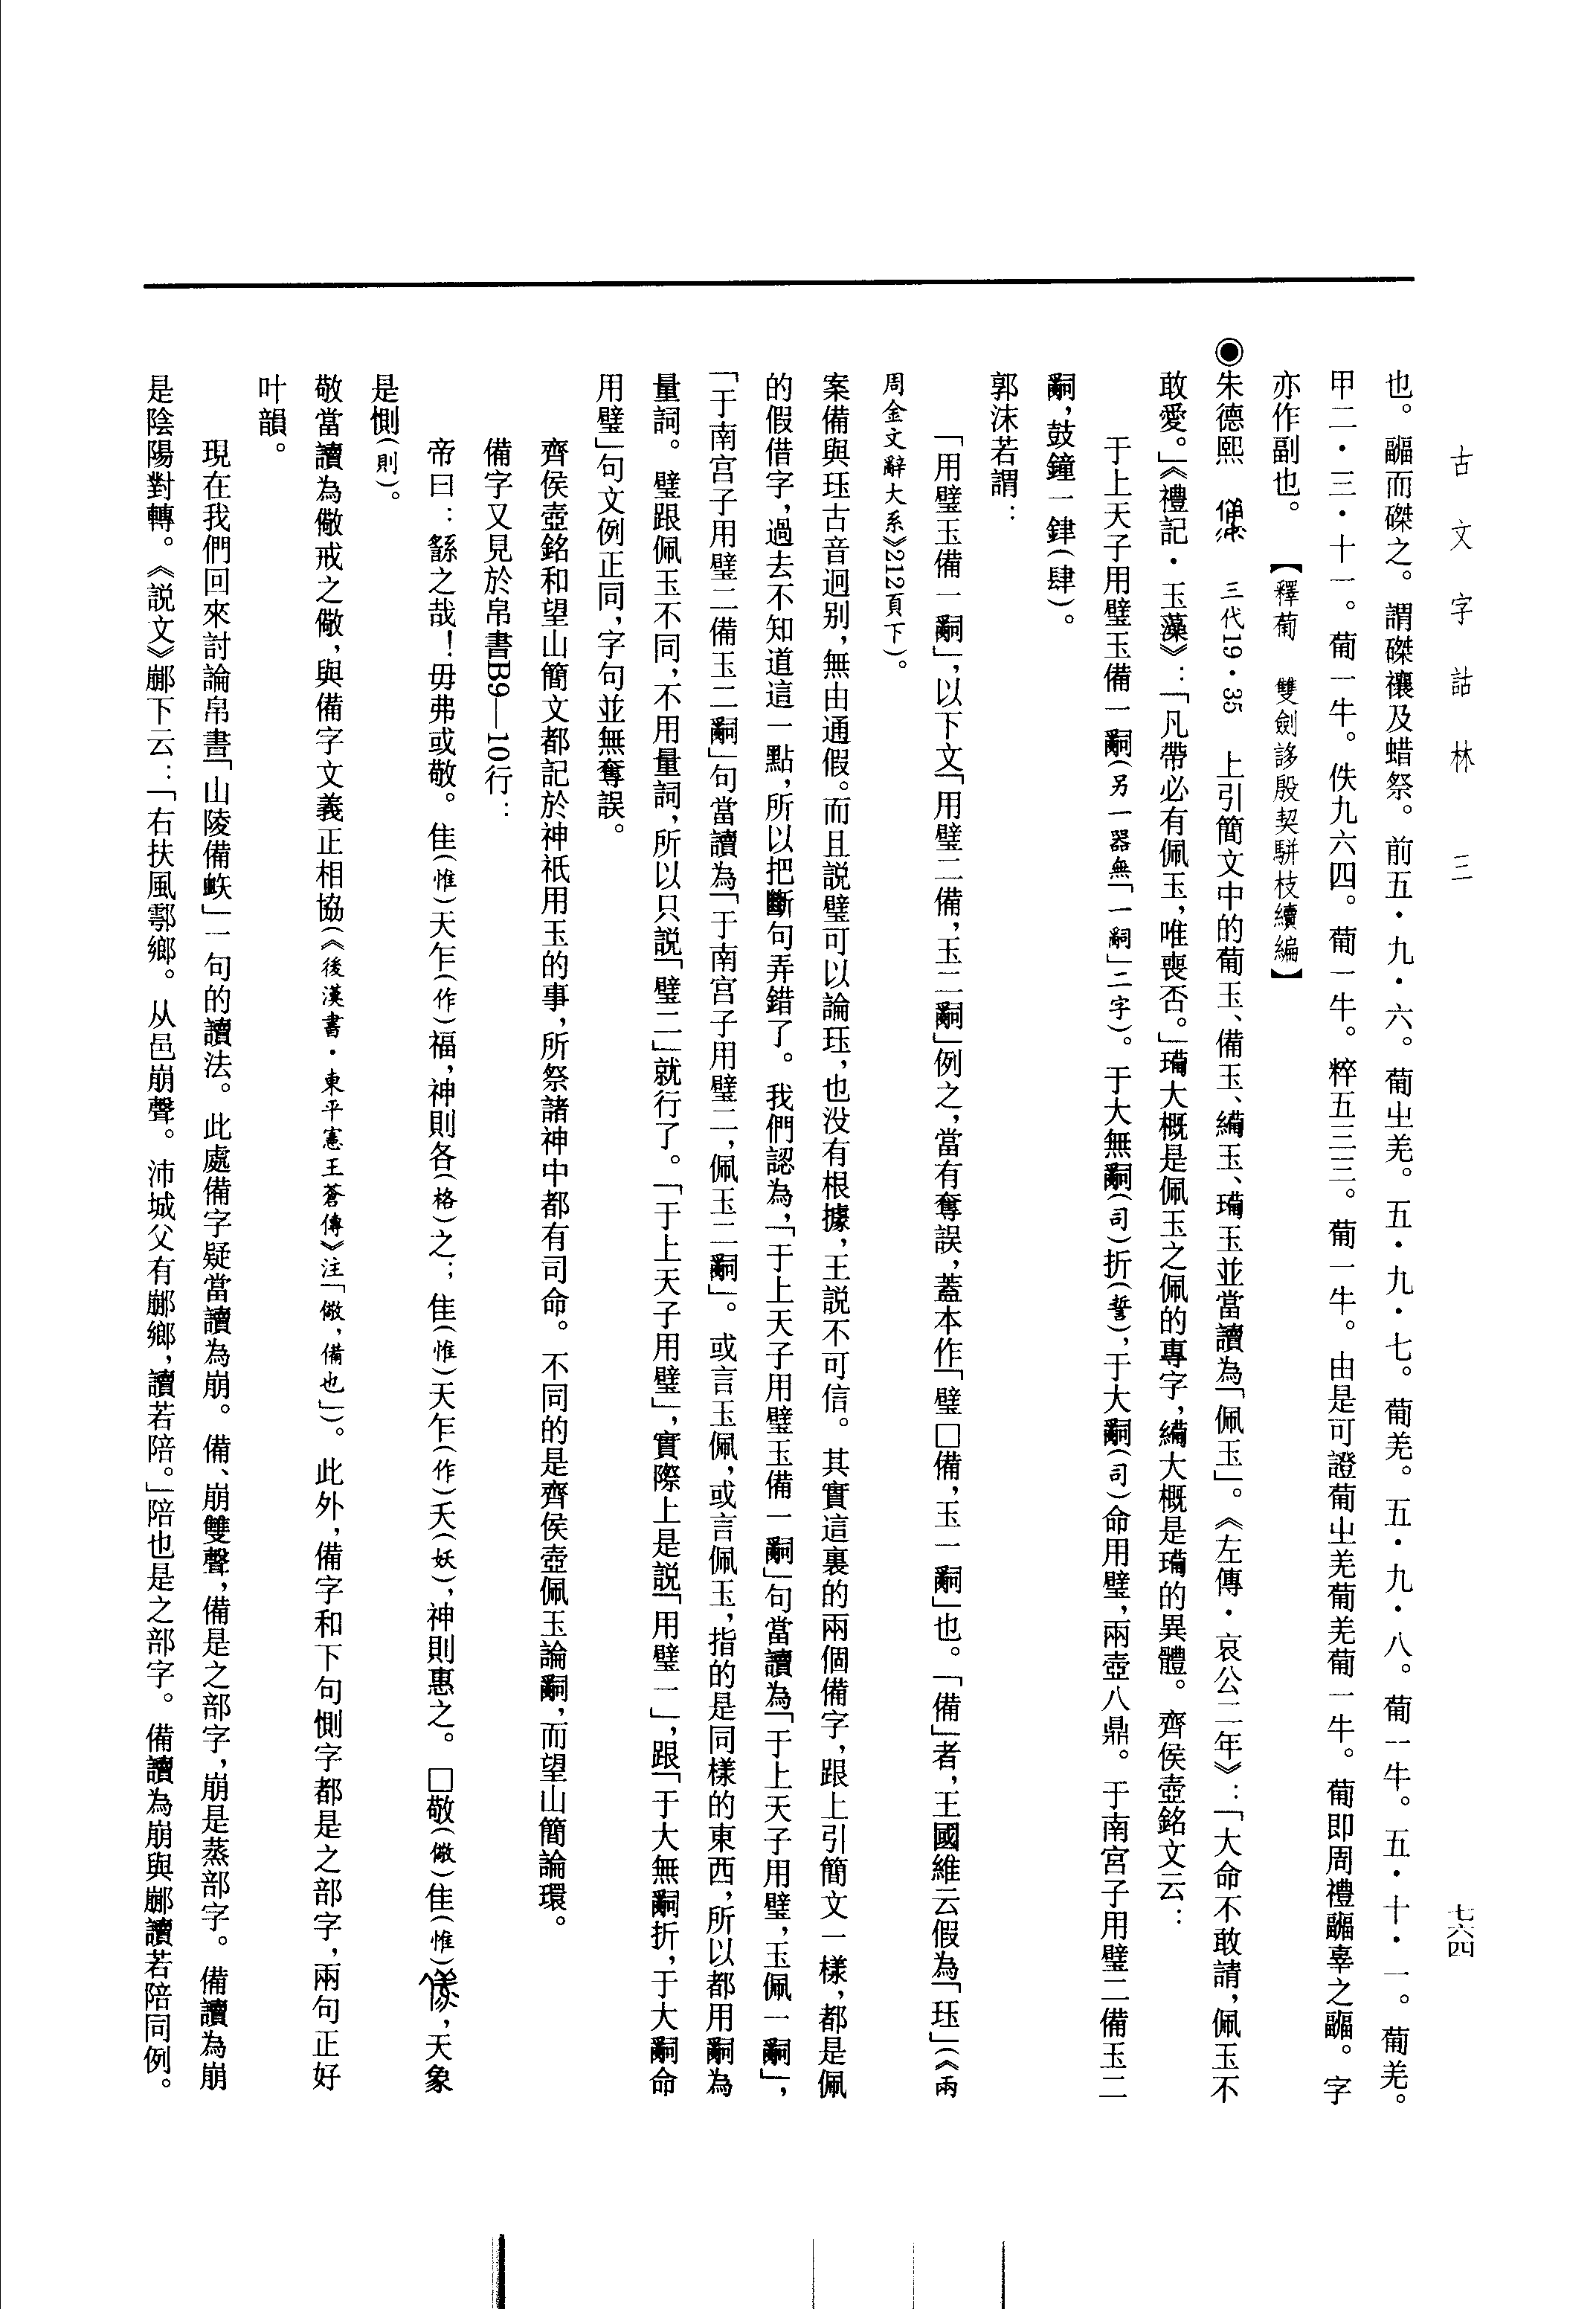 古文字詁林 三
七六四
也。疈而磔之。謂磔禳及蜡祭。前五·九·六。葡㞢羌。五·九·七。葡羌。五·九·八。葡一牛。五·十·一。葡羌。
甲二·三·十一。葡一牛。佚九六四。葡一牛。粹五三三。葡一牛。由是可證葡㞢羌葡羌葡一牛。葡即周禮疈辜之疈。字
亦作副也。【釋葡 雙劍誃殷契駢枝續編】
◉朱德熙 三代19·35 上引簡文中的葡玉、備玉、繡玉、㻫玉並當讀為「佩玉」。《左傳·哀公二年》：「大命不敢請，佩玉不
敢愛。」《禮記·玉藻》：「凡帶必有佩玉，唯喪否。」㻫大概是佩玉之佩的專字，大概是㻫的異體。齊侯壺銘文云：
于上天子用璧玉備一嗣(另一器無「一嗣」二字)。于大無嗣(司)折(誓)，于大嗣(司)命用璧，兩壺八鼎。于南宮子用璧二備玉二
嗣，鼓鐘一銉(肆)。
郭沫若謂：
「用璧玉備一嗣」，以下文「用璧二備，玉二嗣」例之，當有奪誤，蓋本作「璧□備，玉一嗣」也。「備」者，王國維云假為「珏」(《兩
周金文辭大系》212頁下)。
案備與珏古音迥別，無由通假。而且説璧可以論珏，也没有根據，王説不可信。其實這裏的兩個備字，跟上引簡文一樣，都是佩
的假借字，過去不知道這一點，所以把斷句弄錯了。我們認為，「于上天子用璧玉備一嗣」句當讀為「于上天子用璧，玉佩一嗣」，
「于南宫子用璧二備玉二嗣」句當讀為「于南宫子用璧二，佩玉二嗣」。或言玉佩，或言佩玉，指的是同樣的東西，所以都用嗣為
量詞。璧跟佩玉不同，不用量詞，所以只説「璧二」就行了。「于上天子用璧」，實際上是説「用璧一」，跟「于大無嗣折，于大嗣命
用璧」句文例正同，字句並無奪誤。
齊侯壺銘和望山簡文都記於神祇用玉的事，所祭諸神中都有司命。不同的是齊侯壺佩玉論嗣，而望山簡論環。
備字又見於帛書B9—10行：
帝曰：繇之哉！毋弗或敬。隹(惟)天乍(作)福，神則各(格)之；隹(惟)天乍(作)夭(妖)，神則惠之。□敬(儆)隹(惟)，天象
是惻(則)。
敬當讀為儆戒之儆，與備字文義正相協(《後漢書·東平憲王蒼傳》注「儆，備也」)。此外，備字和下句惻字都是之部字，兩句正好
叶韻。
現在我們回來討論帛書「山陵備㱙」一句的讀法。此處備字疑當讀為崩。備、崩雙聲，備是之部字，崩是蒸部字。備讀為崩
是陰陽對轉。《説文》䣙下云：「右扶風鄠鄉。从邑崩聲。沛城父有䣙鄉，讀若陪。」陪也是之部字。備讀為崩與䣙讀若陪同例。